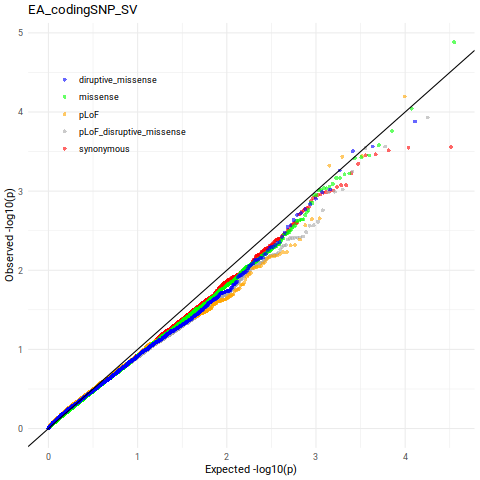 EA_codingSNP_SV
diruptive_missense
missense
pLoF
pLoF_disruptive_missense
synonymous
Observed -log10(p)
5
4
3
2
1
0
0 1 2 3 4
Expected -log10(p)